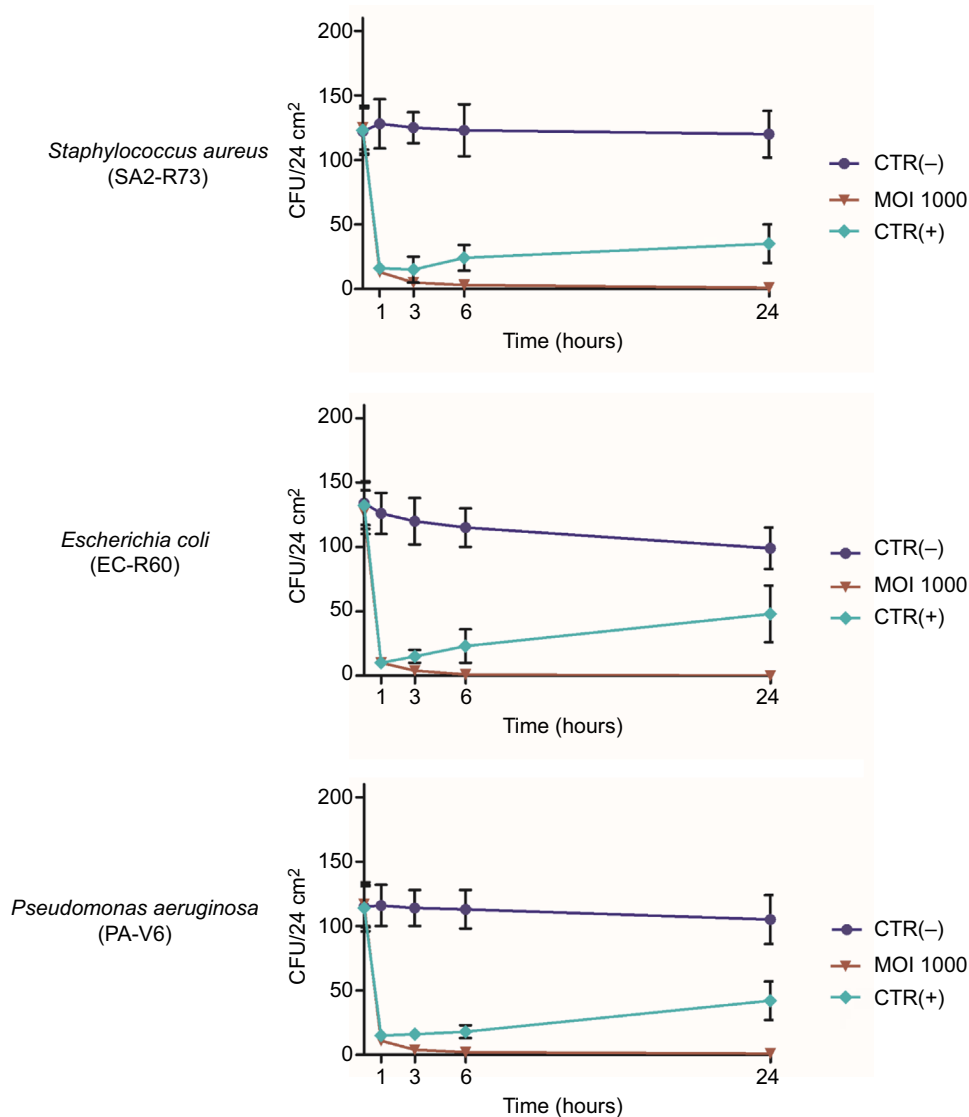 Staphylococcus aureus
(SA2-R73)
CFU/24 cm²
200
150
100
50
0
1 3 6 24
Time (hours)
CTR(–)
MOI 1000
CTR(+)
Escherichia coli
(EC-R60)
CFU/24 cm²
200
150
100
50
0
1 3 6 24
Time (hours)
CTR(–)
MOI 1000
CTR(+)
Pseudomonas aeruginosa
(PA-V6)
CFU/24 cm²
200
150
100
50
0
1 3 6 24
Time (hours)
CTR(–)
MOI 1000
CTR(+)